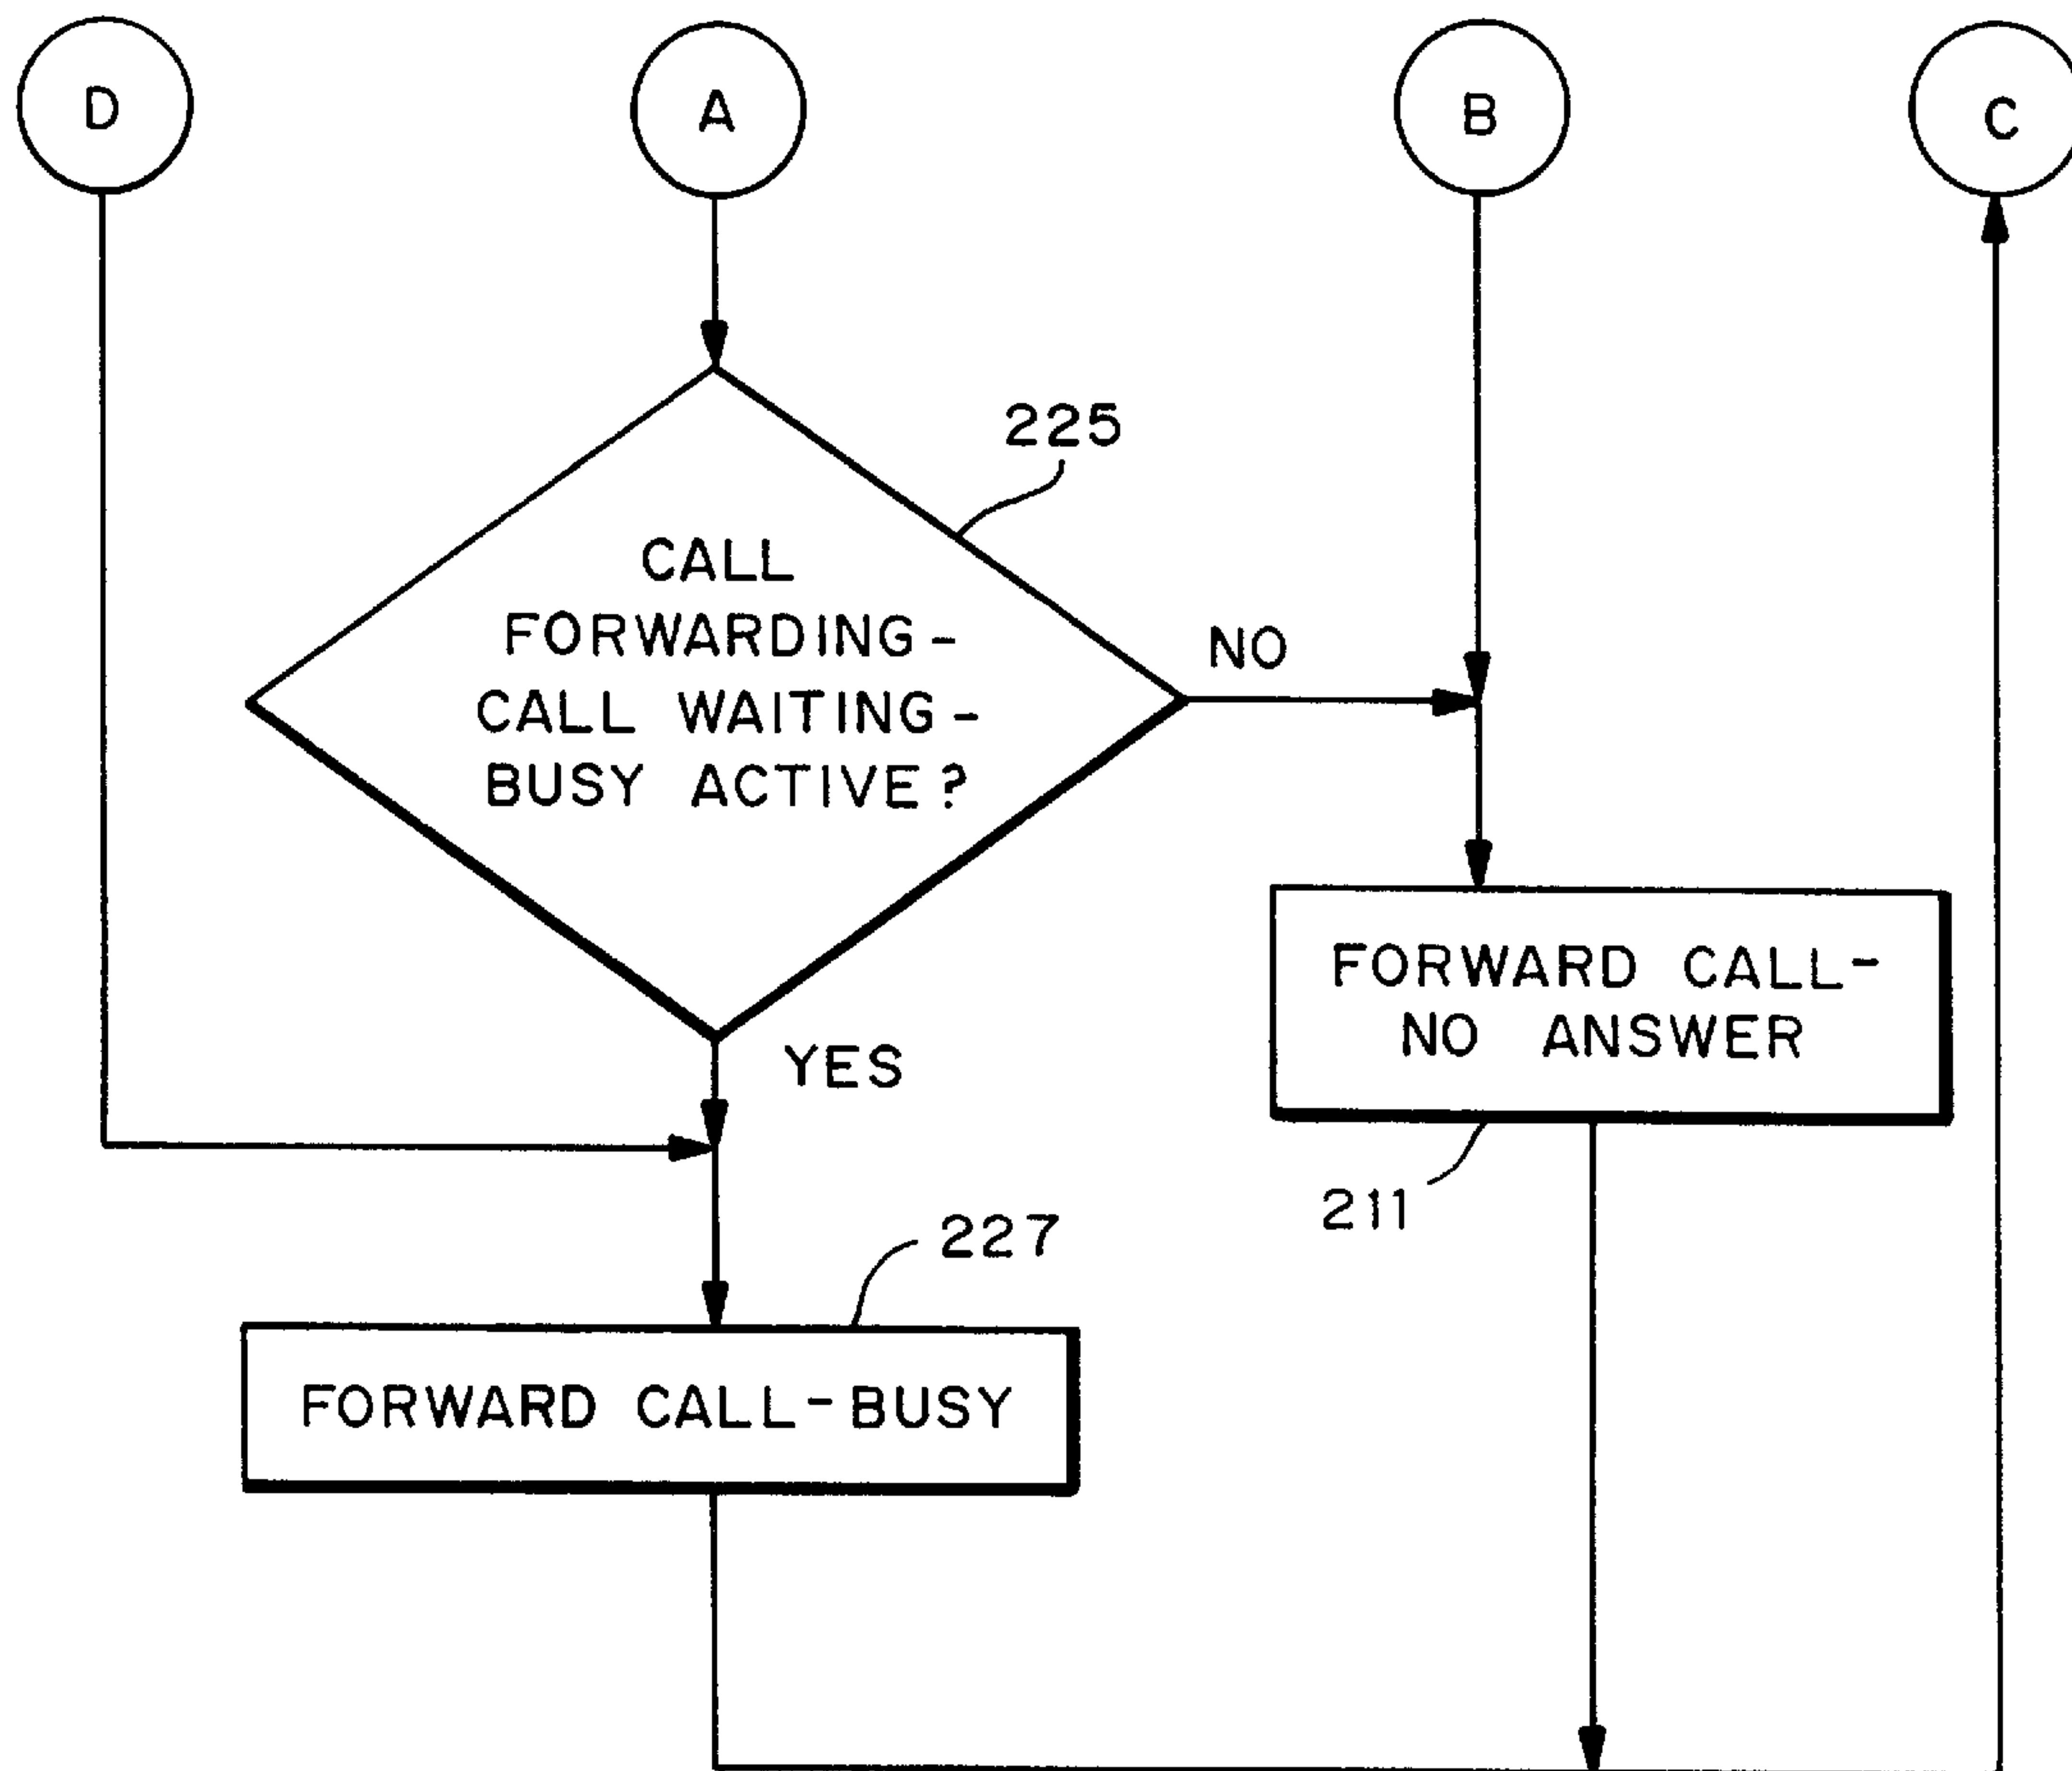 D
A
B
C
225
CALL
FORWARDING-
CALL WAITING-
BUSY ACTIVE?
NO
YES
FORWARD CALL-
NO ANSWER
211
227
FORWARD CALL-BUSY